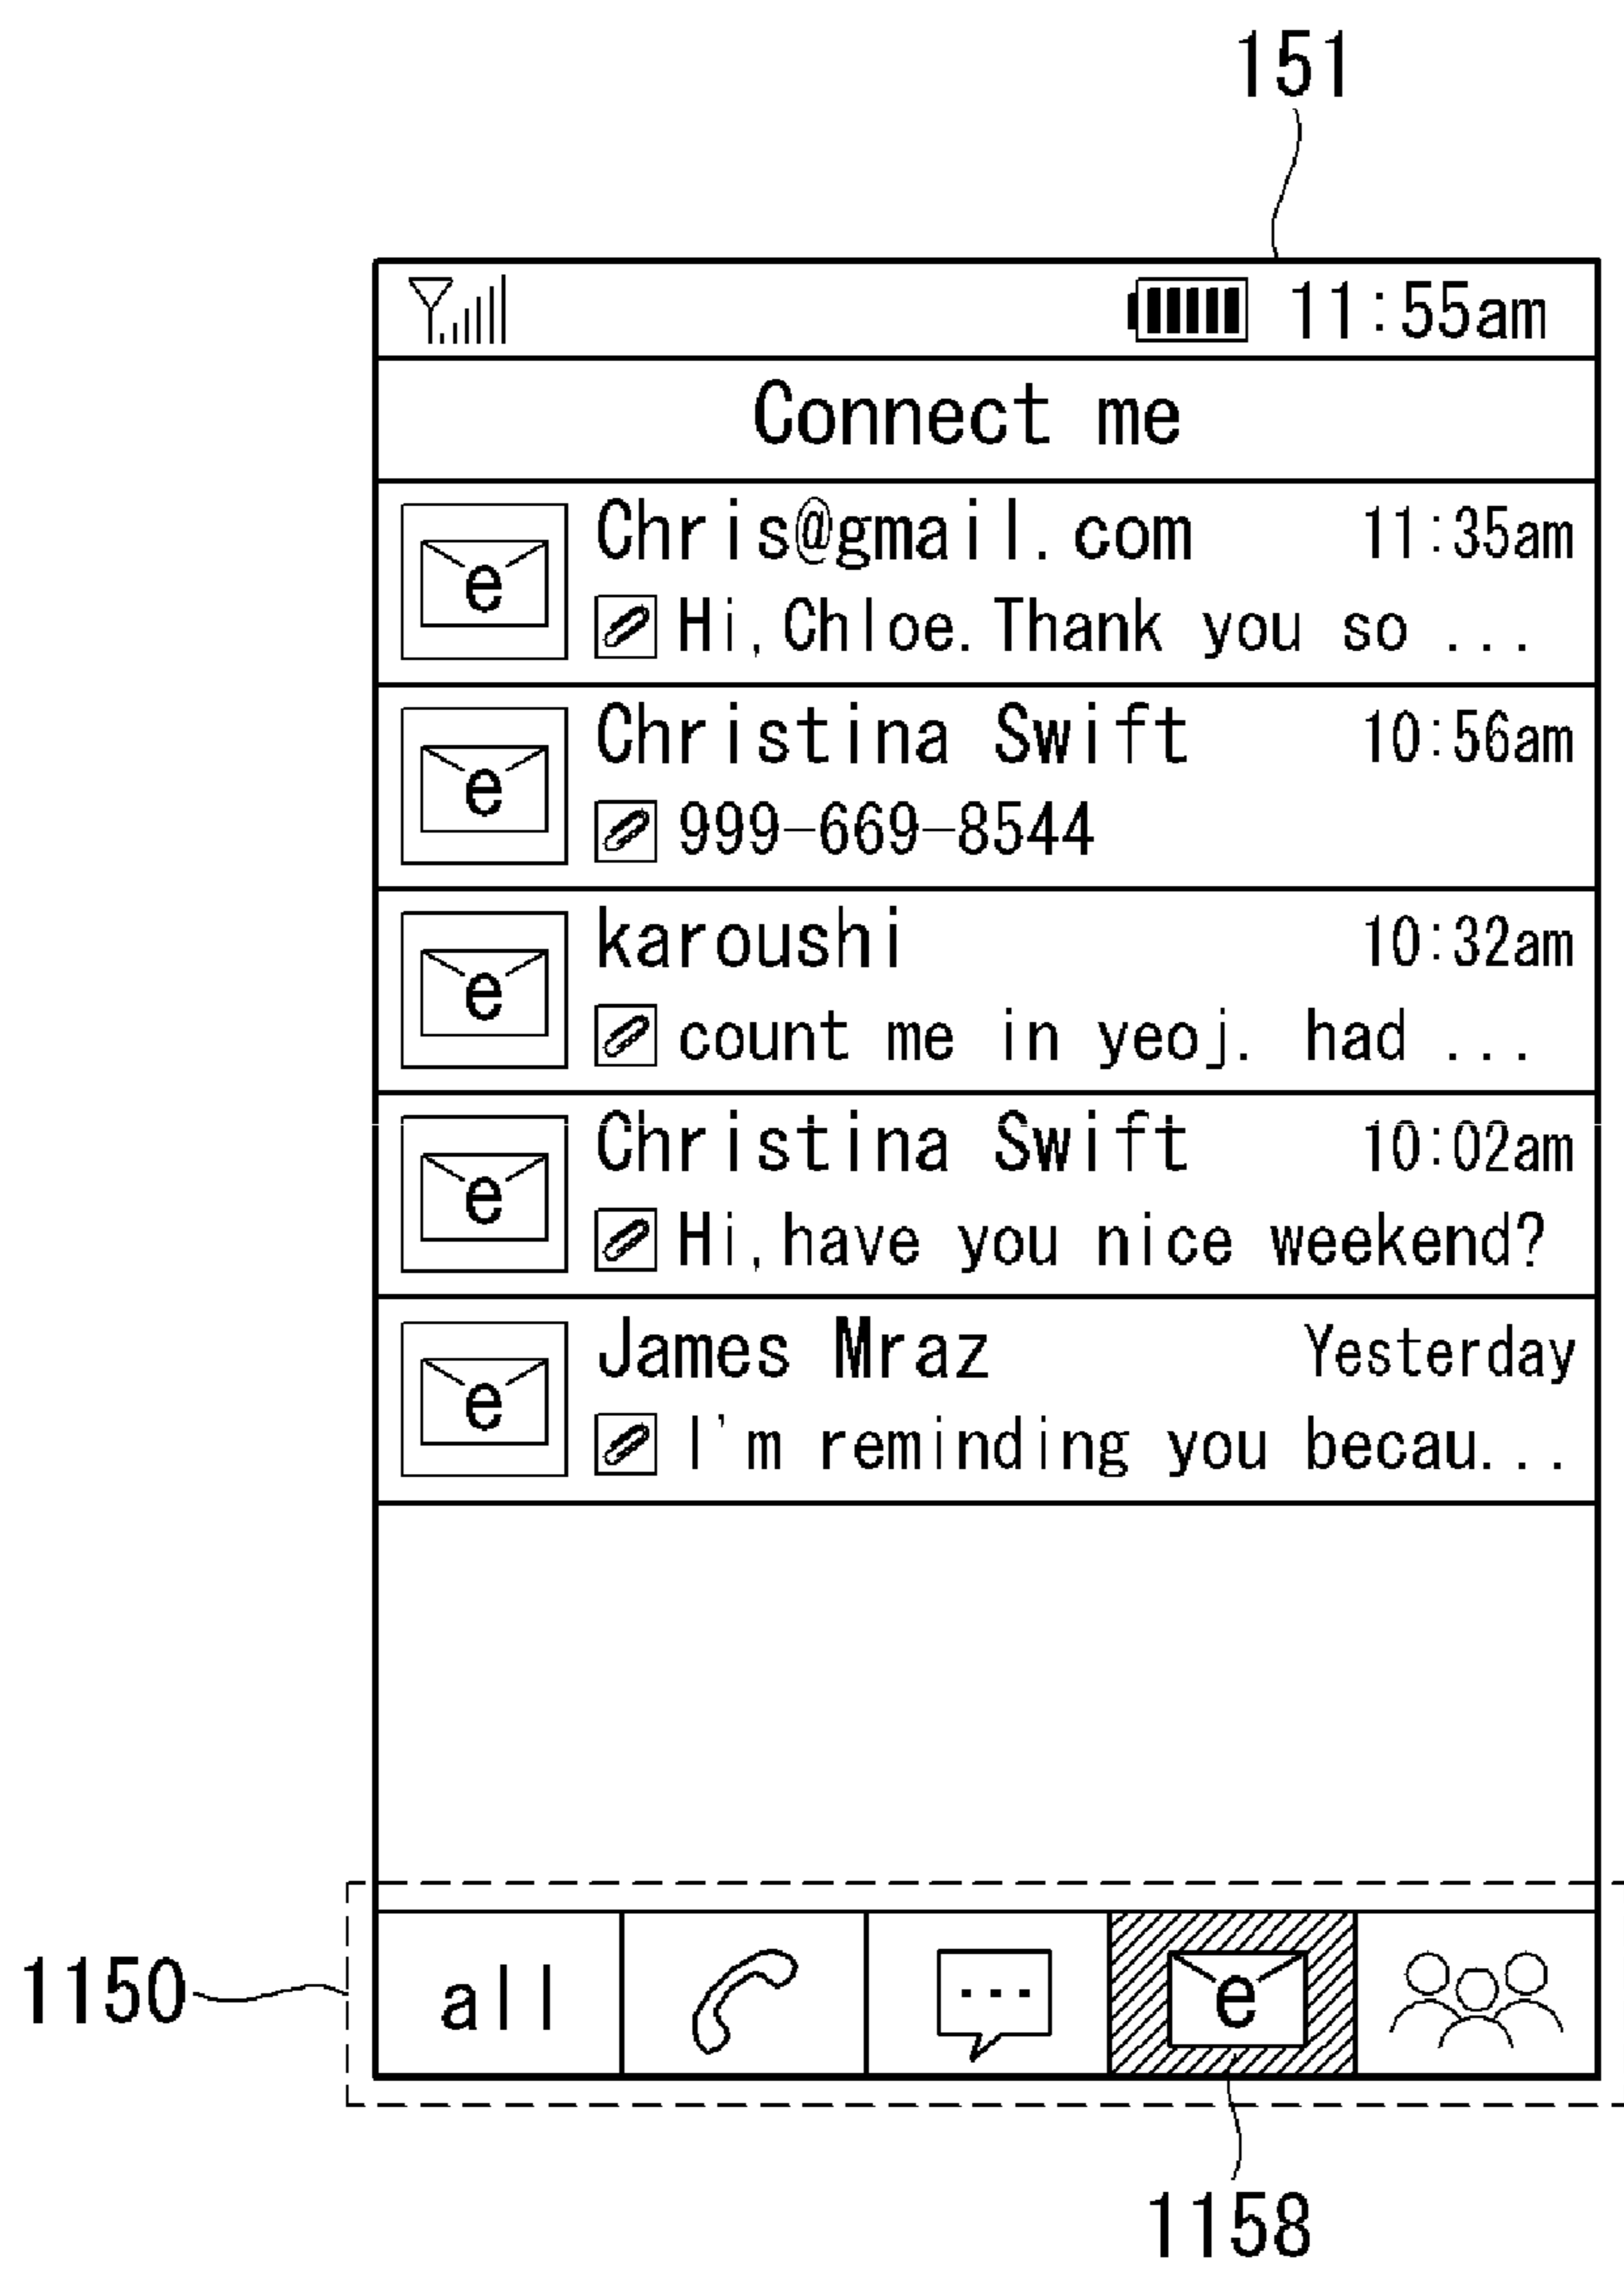 151
11:55am
Connect me
Chris@gmail.com 11:35am
Hi,Chloe.Thank you so ...
Christina Swift 10:56am
999-669-8544
karoushi 10:32am
count me in yeoj. had ...
Christina Swift 10:02am
Hi,have you nice weekend?
James Mraz Yesterday
I'm reminding you becau...
e
e
e
e
e
1150 all ... e
1158